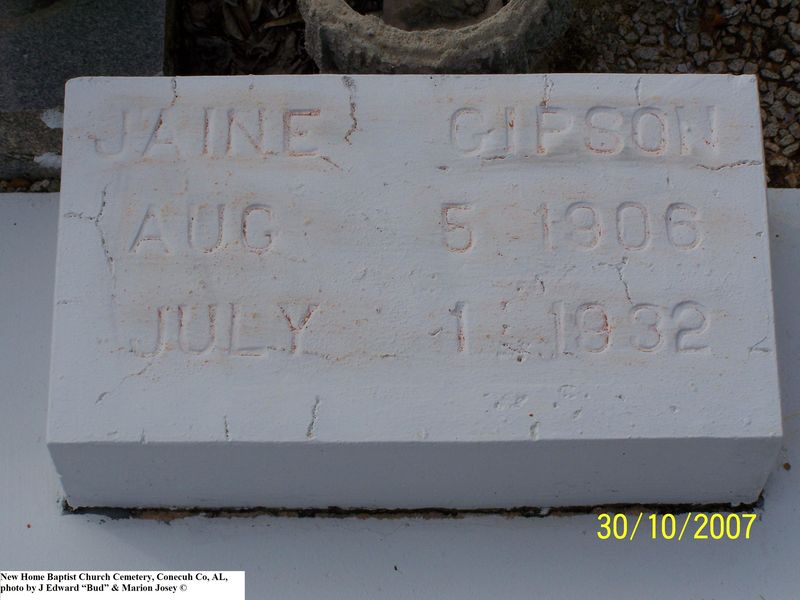 JAINE GIPSON
AUG 5 1906
JULY 1 1932
30/10/2007
New Home Baptist Church Cemetery, Conecuh Co, AL,
photo by J Edward “Bud” & Marion Josey ©